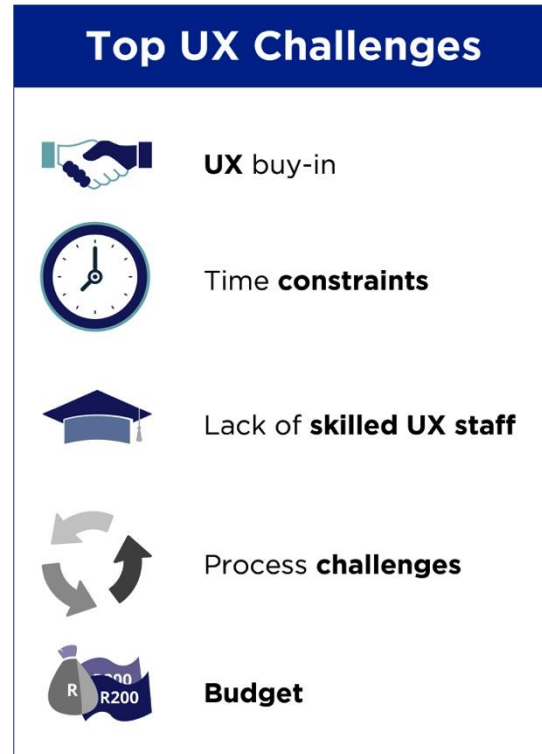 Top UX Challenges
UX buy-in
Time constraints
Lack of skilled UX staff
Process challenges
R
R200
Budget